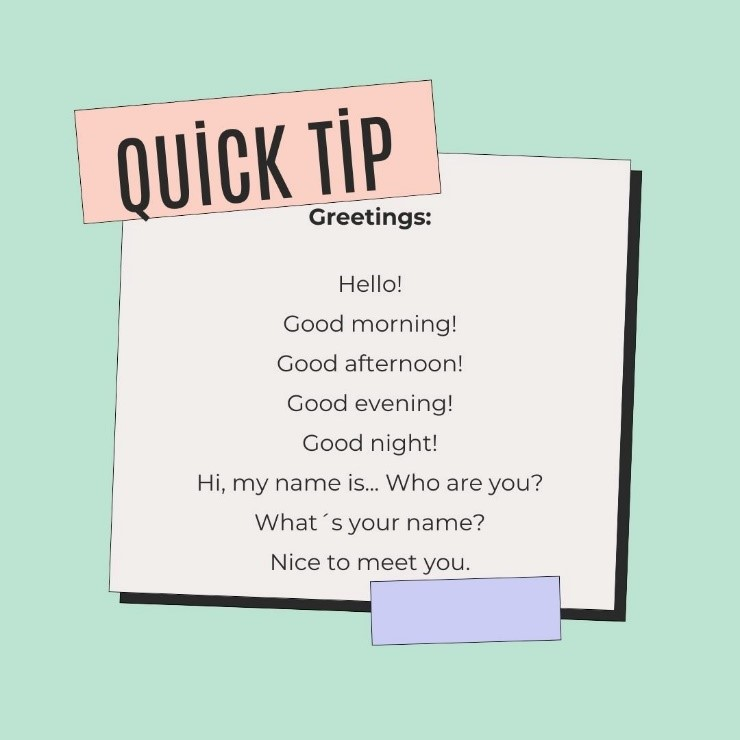 QUİCK TİP
Greetings:
Hello!
Good morning!
Good afternoon!
Good evening!
Good night!
Hi, my name is... Who are you?
What´s your name?
Nice to meet you.